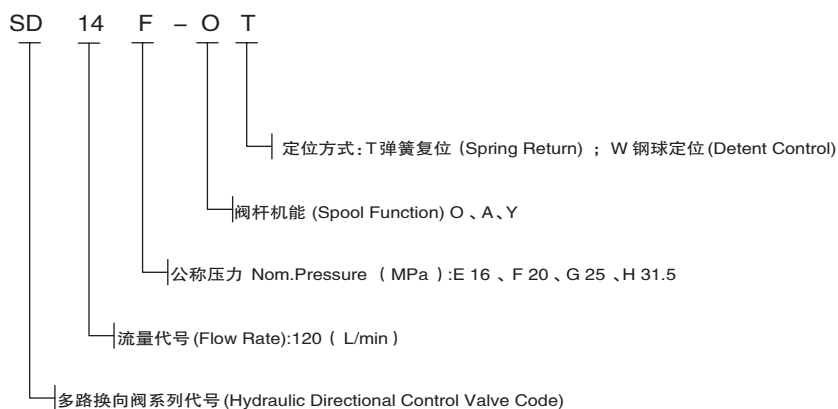 SD 14 F – O T
定位方式:T弹簧复位 (Spring Return) ; W 钢球定位(Detent Control)
阀杆机能 (Spool Function) O 、A、Y
公称压力 Nom.Pressure ( MPa ):E 16 、F 20 、G 25 、H 31.5
流量代号(Flow Rate):120 ( L/min )
多路换向阀系列代号(Hydraulic Directional Control Valve Code)